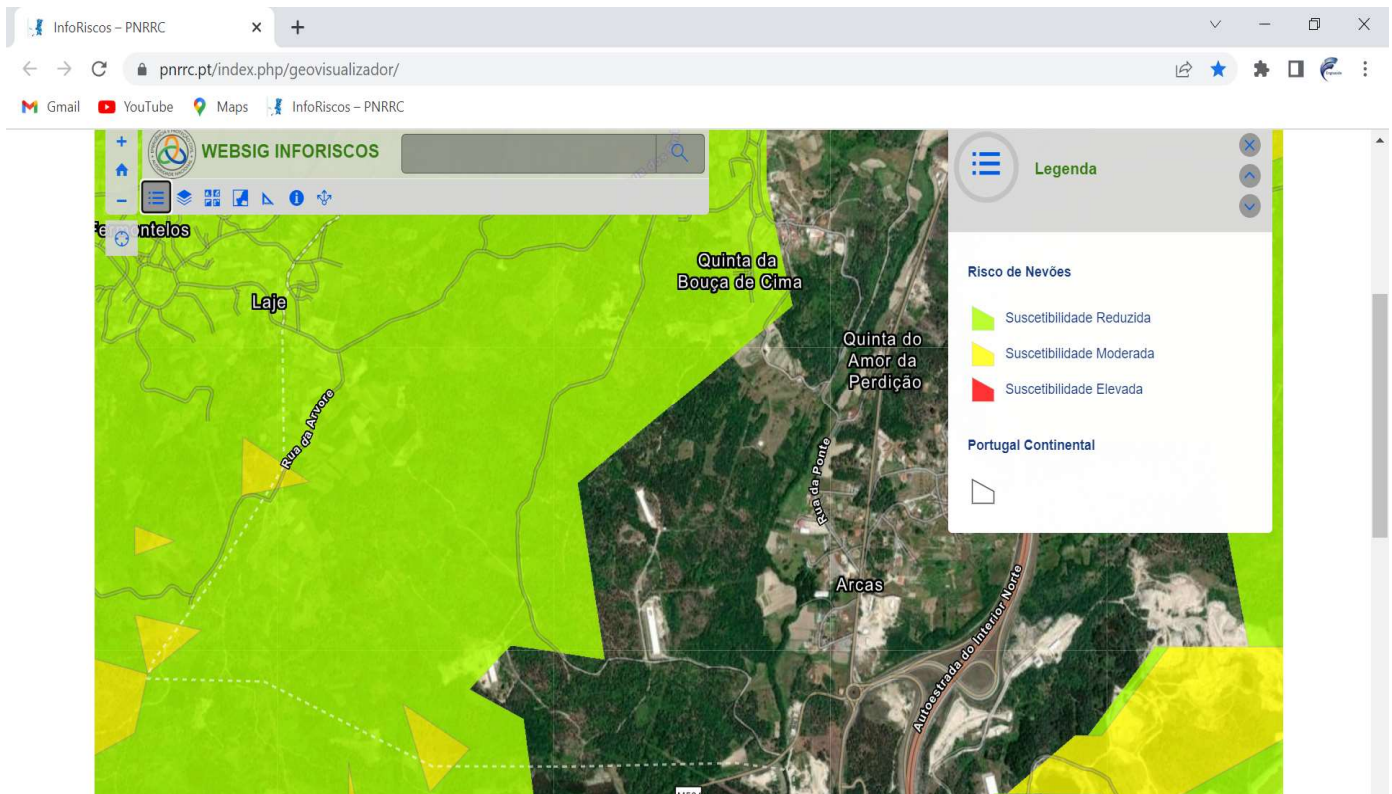 InfoRiscos – PNRRC
pnrrc.pt/index.php/geovisualizador/
Gmail
YouTube
Maps
InfoRiscos – PNRRC
WEBSIG INFORISCOS
Legenda
Risco de Nevões
Suscetibilidade Reduzida
Suscetibilidade Moderada
Suscetibilidade Elevada
Portugal Continental
Laje
Rua da Arvore
Quinta da
Bouça de Cima
Quinta do
Amor da
Perdição
Rua da Ponte
Arcas
Autoestrada do Interior Norte